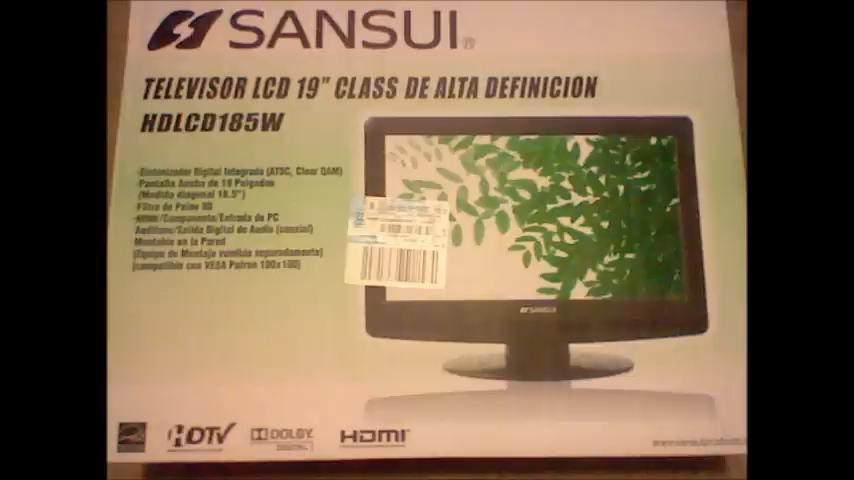 SANSUI®
TELEVISOR LCD 19" CLASS DE ALTA DEFINICION
HDLCD185W
·Sintonizador Digital Integrado (ATSC, Clear QAM)
·Pantalla Ancha de 19 Pulgadas
(Medida diagonal 18.5")
·Filtro de Peine 3D
·HDMI/Componente/Entrada de PC
Audifono/Salida Digital de Audio (coaxial)
Montable en la Pared
(Equipo de Montaje vendido separadamente)
(compatible con VESA Patron 100x100)
SANSUI
HDTV
DOLBY
DIGITAL
HDMI